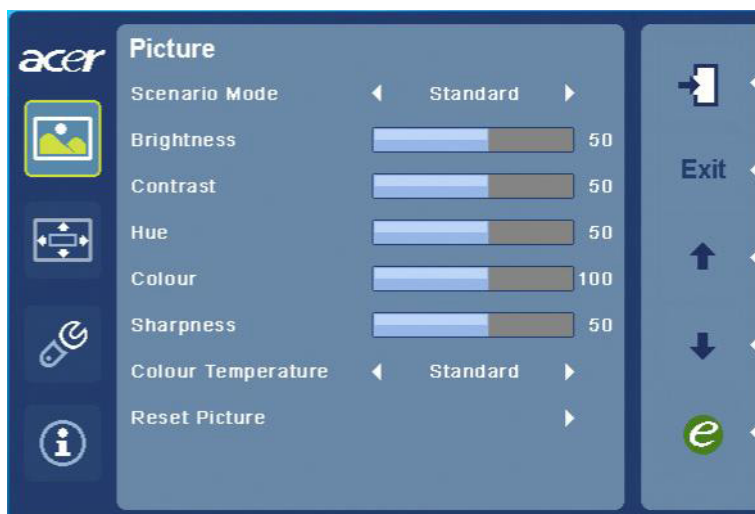 acer
Picture
Scenario Mode Standard
Brightness 50
Contrast 50
Hue 50
Colour 100
Sharpness 50
Colour Temperature Standard
Reset Picture
Exit
e